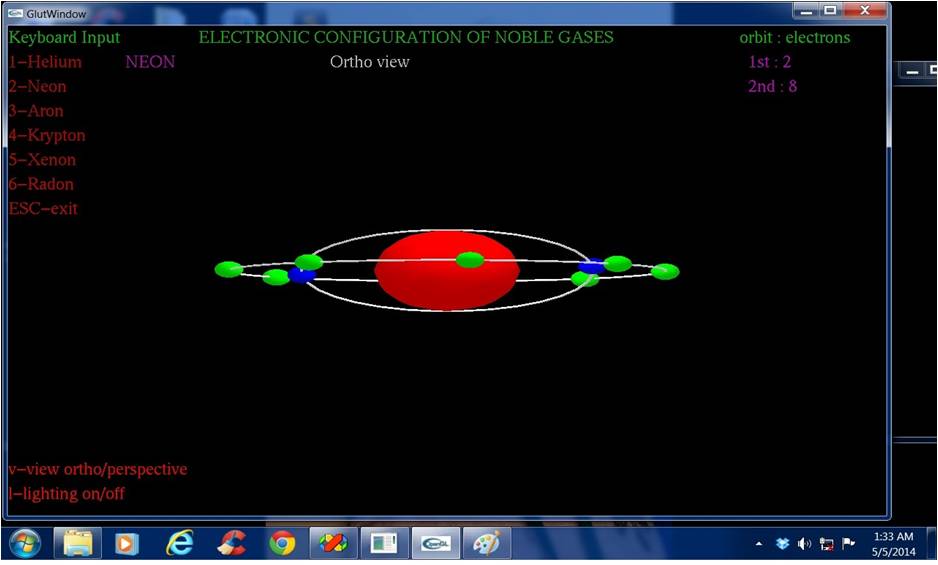 GlutWindow
Keyboard Input
ELECTRONIC CONFIGURATION OF NOBLE GASES
orbit : electrons
1-Helium
NEON
Ortho view
1st : 2
2-Neon
2nd : 8
3-Aron
4-Krypton
5-Xenon
6-Radon
ESC-exit
v-view ortho/perspective
l-lighting on/off
OpenGL
1:33 AM
5/5/2014